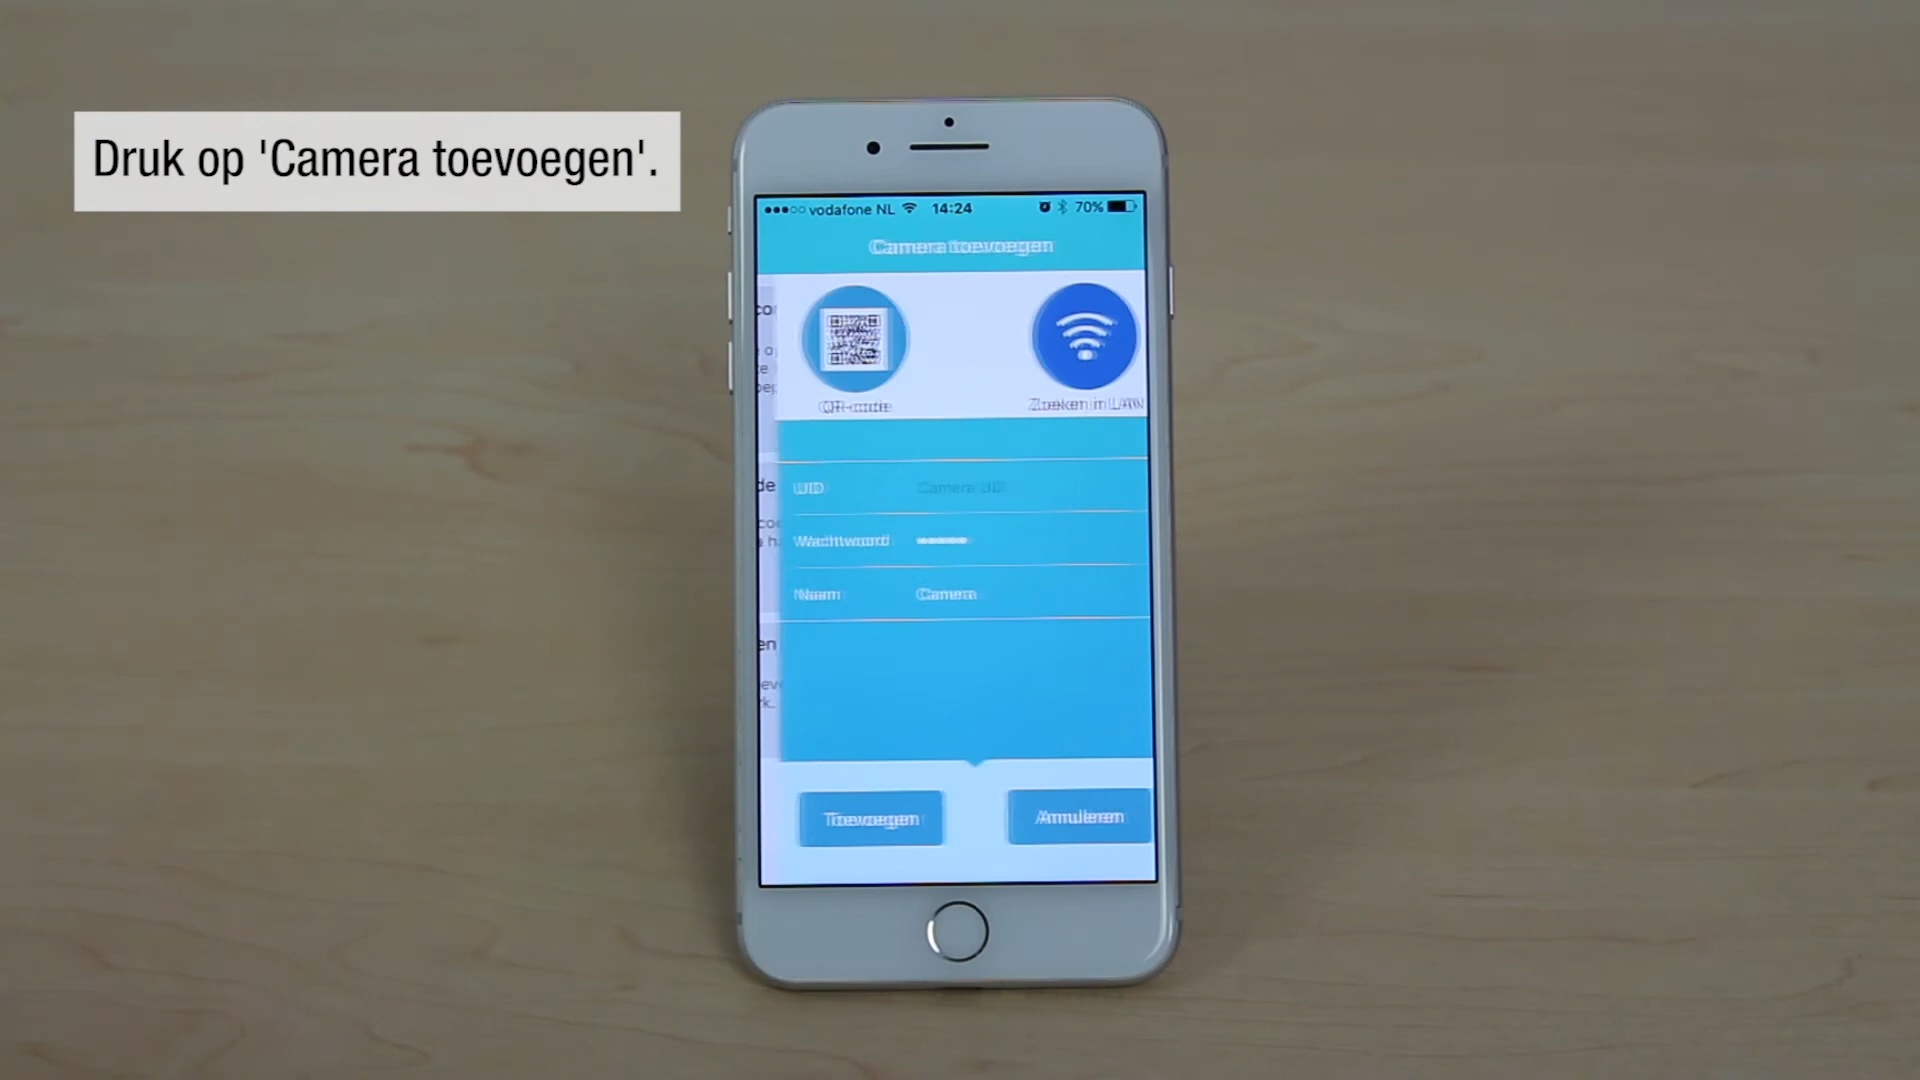 Druk op 'Camera toevoegen'.
vodafone NL 14:24 70%
Camera toevoegen
QR-code
Zoeken in LAN
UID Camera UID
Wachtwoord
Naam Camera
Toevoegen Annuleren